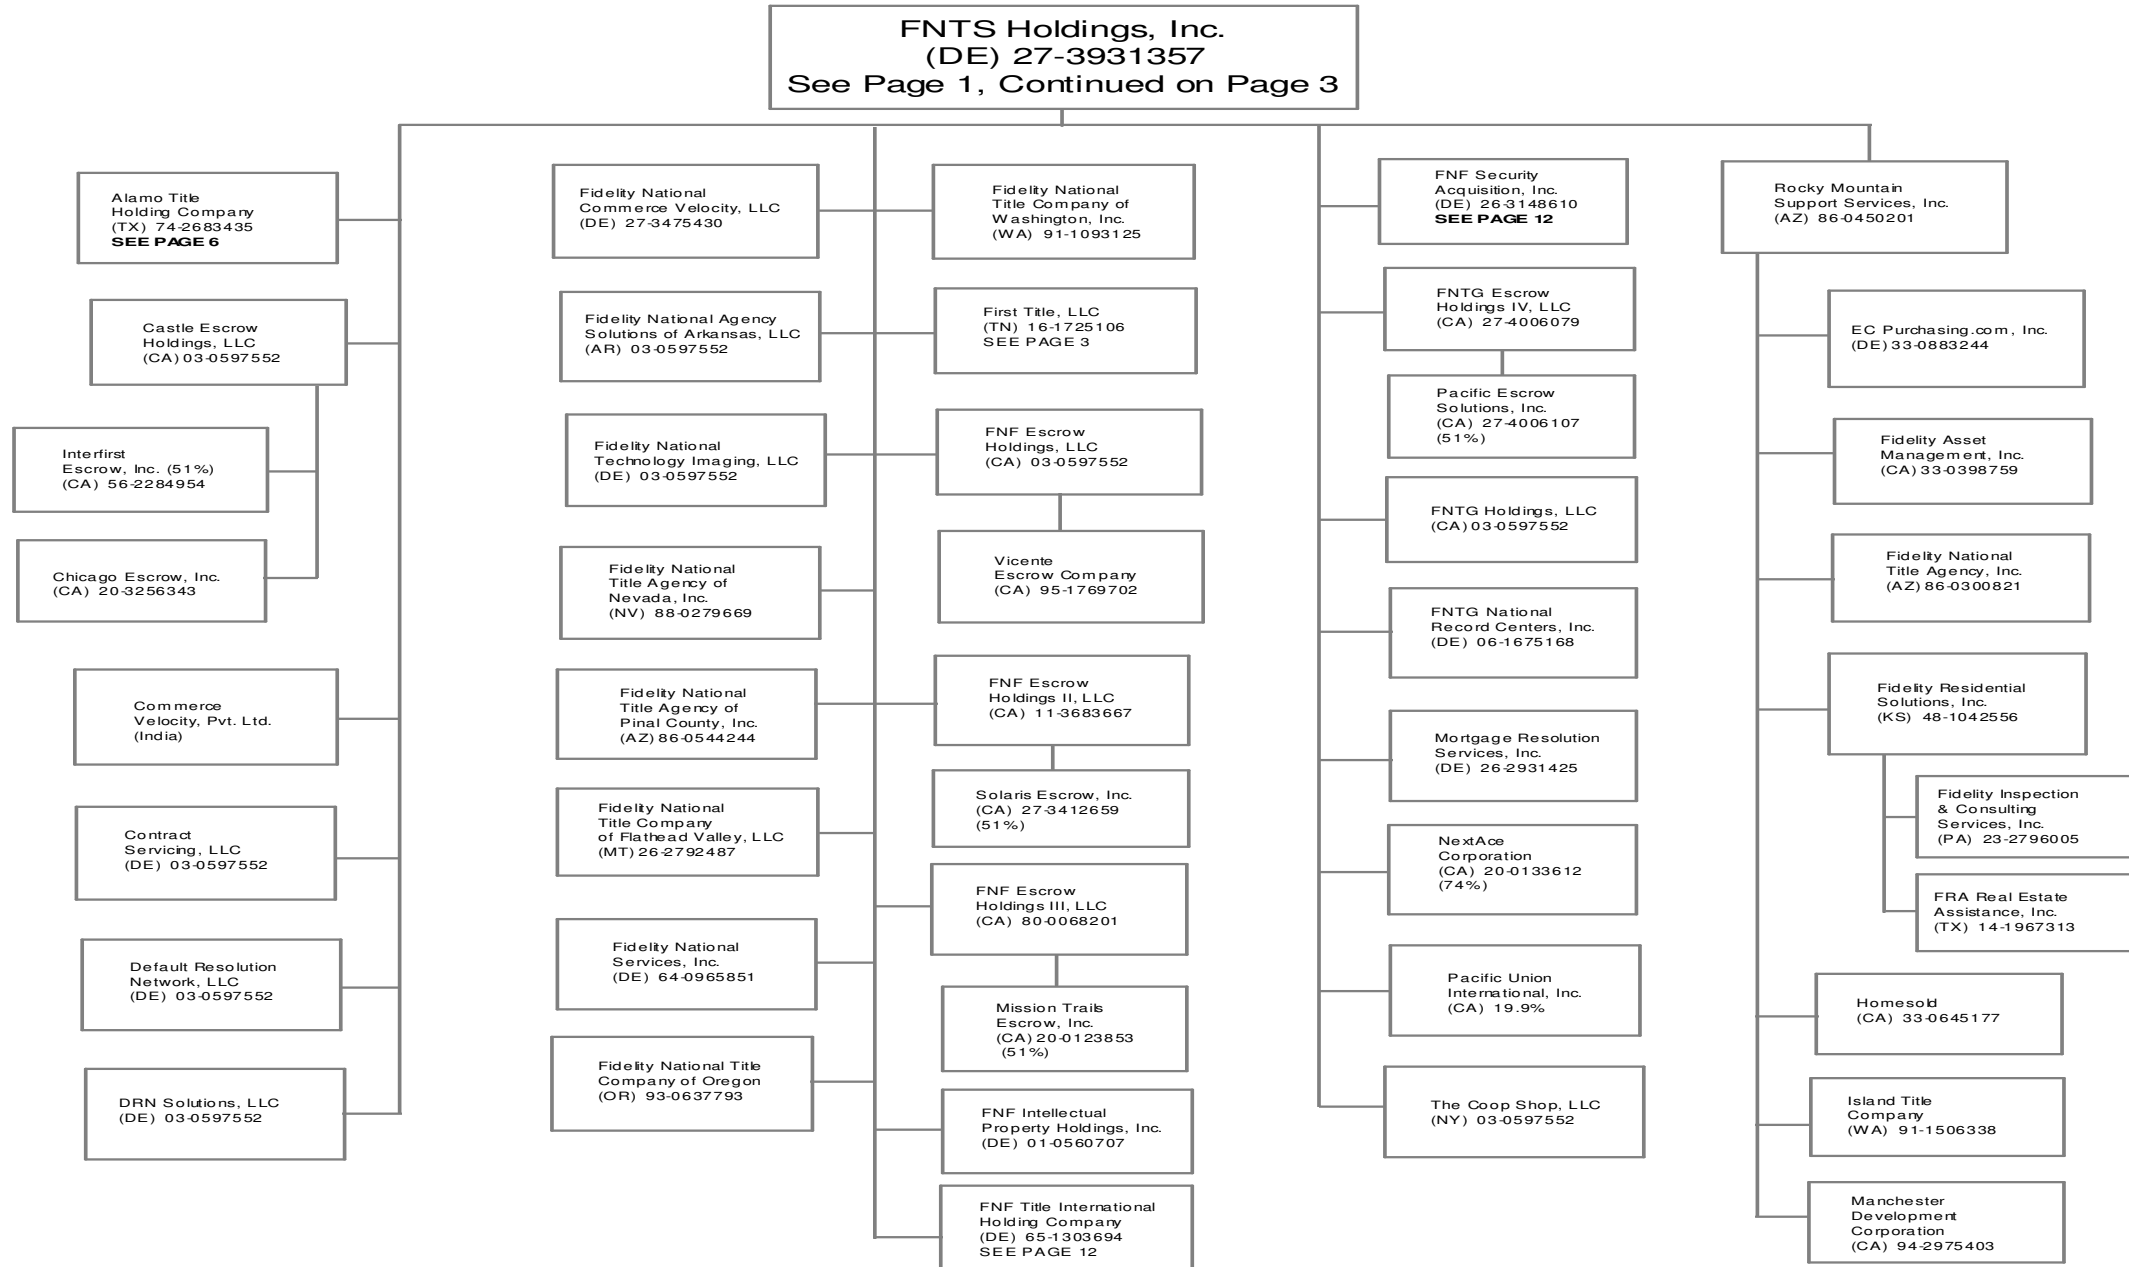 FNTS Holdings, Inc.
(DE) 27-3931357
See Page 1, Continued on Page 3
Alamo Title
Holding Company
(TX) 74-2683435
SEE PAGE 6
Castle Escrow
Holdings, LLC
(CA) 03-0597552
Interfirst
Escrow, Inc. (51%)
(CA) 56-2284954
Chicago Escrow, Inc.
(CA) 20-3256343
Commerce
Velocity, Pvt. Ltd.
(India)
Contract
Servicing, LLC
(DE) 03-0597552
Default Resolution
Network, LLC
(DE) 03-0597552
DRN Solutions, LLC
(DE) 03-0597552
Fidelity National
Commerce Velocity, LLC
(DE) 27-3475430
Fidelity National Agency
Solutions of Arkansas, LLC
(AR) 03-0597552
Fidelity National
Technology Imaging, LLC
(DE) 03-0597552
Fidelity National
Title Agency of
Nevada, Inc.
(NV) 88-0279669
Fidelity National
Title Agency of
Pinal County, Inc.
(AZ) 86-0544244
Fidelity National
Title Company
of Flathead Valley, LLC
(MT) 26-2792487
Fidelity National
Services, Inc.
(DE) 64-0965851
Fidelity National Title
Company of Oregon
(OR) 93-0637793
Fidelity National
Title Company of
Washington, Inc.
(WA) 91-1093125
First Title, LLC
(TN) 16-1725106
SEE PAGE 3
FNF Escrow
Holdings, LLC
(CA) 03-0597552
Vicente
Escrow Company
(CA) 95-1769702
FNF Escrow
Holdings II, LLC
(CA) 11-3683667
Solaris Escrow, Inc.
(CA) 27-3412659
(51%)
FNF Escrow
Holdings III, LLC
(CA) 80-0068201
Mission Trails
Escrow, Inc.
(CA) 20-0123853
(51%)
FNF Intellectual
Property Holdings, Inc.
(DE) 01-0560707
FNF Title International
Holding Company
(DE) 65-1303694
SEE PAGE 12
FNF Security
Acquisition, Inc.
(DE) 26-3148610
SEE PAGE 12
FNTG Escrow
Holdings IV, LLC
(CA) 27-4006079
Pacific Escrow
Solutions, Inc.
(CA) 27-4006107
(51%)
FNTG Holdings, LLC
(CA) 03-0597552
FNTG National
Record Centers, Inc.
(DE) 06-1675168
Mortgage Resolution
Services, Inc.
(DE) 26-2931425
NextAce
Corporation
(CA) 20-0133612
(74%)
Pacific Union
International, Inc.
(CA) 19.9%
The Coop Shop, LLC
(NY) 03-0597552
Rocky Mountain
Support Services, Inc.
(AZ) 86-0450201
EC Purchasing.com, Inc.
(DE) 33-0883244
Fidelity Asset
Management, Inc.
(CA) 33-0398759
Fidelity National
Title Agency, Inc.
(AZ) 86-0300821
Fidelity Residential
Solutions, Inc.
(KS) 48-1042556
Fidelity Inspection
& Consulting
Services, Inc.
(PA) 23-2796005
FRA Real Estate
Assistance, Inc.
(TX) 14-1967313
Homesold
(CA) 33-0645177
Island Title
Company
(WA) 91-1506338
Manchester
Development
Corporation
(CA) 94-2975403